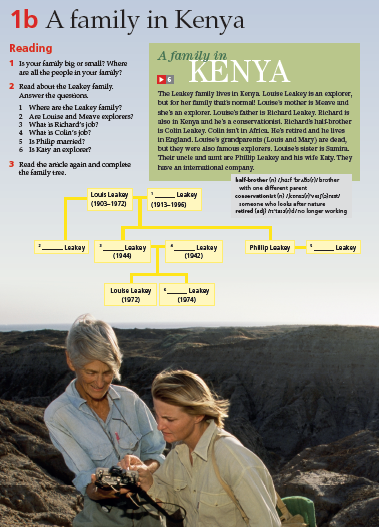 1b A family in Kenya
Reading
1 Is your family big or small? Where
are all the people in your family?
2 Read about the Leakey family.
Answer the questions.
1 Where are the Leakey family?
2 Are Louise and Meave explorers?
3 What is Richard's job?
4 What is Colin's job?
5 Is Philip married?
6 Is Katy an explorer?
3 Read the article again and complete
the family tree.
A family in
6 KENYA
The Leakey family lives in Kenya. Louise Leakey is an explorer,
but for her family that's normal! Louise's mother is Meave and
she's an explorer. Louise's father is Richard Leakey. Richard is
also in Kenya and he's a conservationist. Richard's half-brother
is Colin Leakey. Colin isn't in Africa. He's retired and he lives
in England. Louise's grandparents (Louis and Mary) are dead,
but they were also famous explorers. Louise's sister is Samira.
Their uncle and aunt are Philip Leakey and his wife Katy. They
have an international company.
half-brother (n) /ˌhɑːf ˈbrʌðə(r)/ brother
with one different parent
conservationist (n) /ˌkɒnsə(r)ˈveɪʃ(ə)nɪst/
someone who looks after nature
retired (adj) /rɪˈtaɪə(r)d/ no longer working
Louis Leakey
(1903–1972)
1 ______ Leakey
(1913–1996)
2 ______ Leakey
3 ______ Leakey
(1944)
4 ______ Leakey
(1942)
Philip Leakey
5 ______ Leakey
Louise Leakey
(1972)
6 ______ Leakey
(1974)